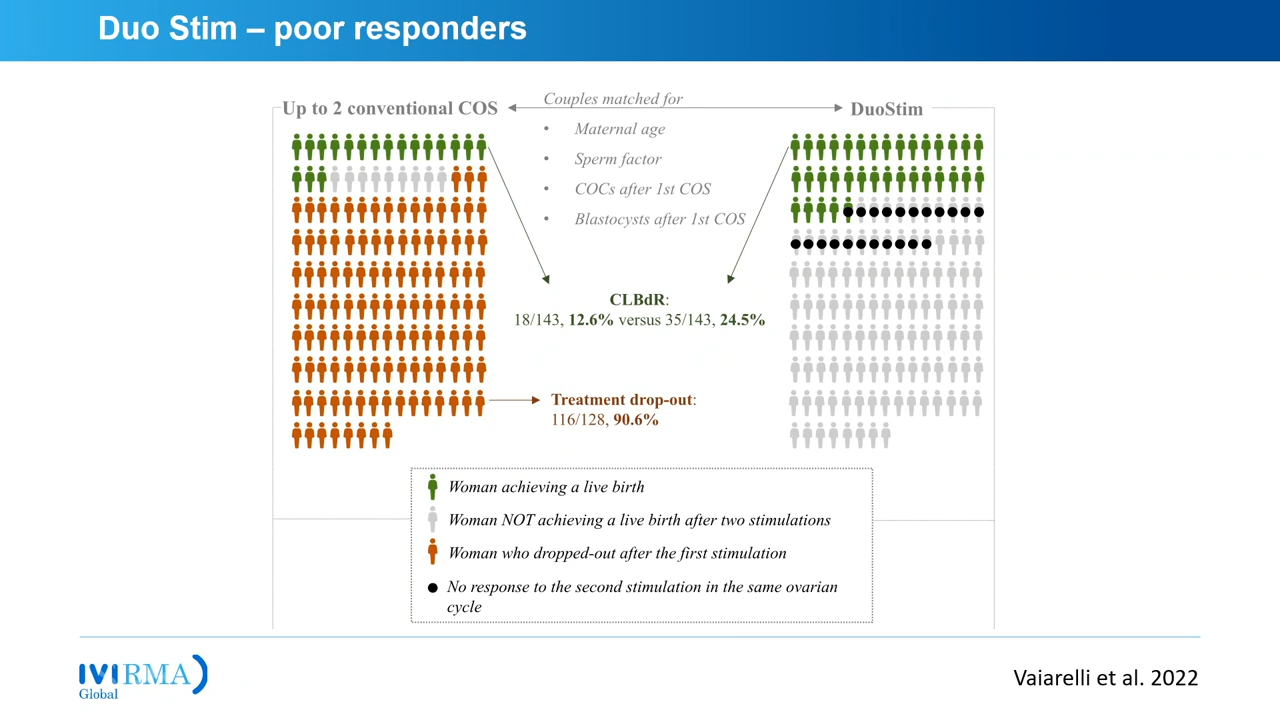 Duo Stim – poor responders
Up to 2 conventional COS
Couples matched for
• Maternal age
• Sperm factor
• COCs after 1st COS
• Blastocysts after 1st COS
DuoStim
CLBdR:
18/143, 12.6% versus 35/143, 24.5%
Treatment drop-out:
116/128, 90.6%
Woman achieving a live birth
Woman NOT achieving a live birth after two stimulations
Woman who dropped-out after the first stimulation
No response to the second stimulation in the same ovarian
cycle
IVIRMA
Global
Vaiarelli et al. 2022